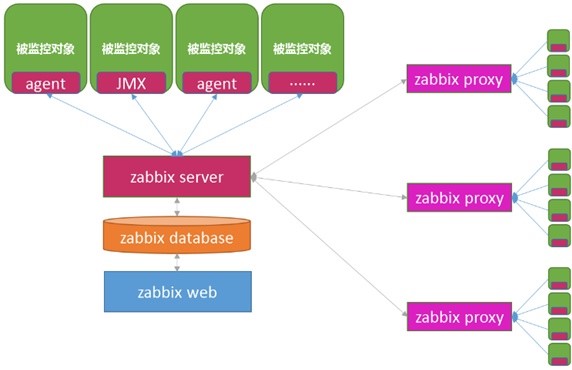 被监控对象 被监控对象 被监控对象 被监控对象
agent JMX agent ......
zabbix proxy
zabbix server
zabbix proxy
zabbix database
zabbix web
zabbix proxy